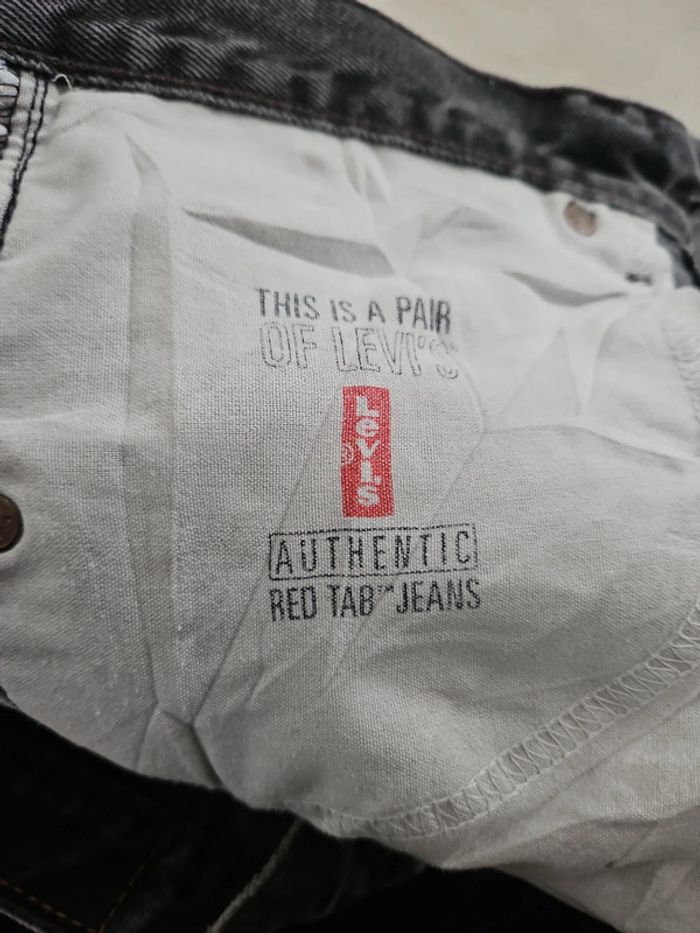 THIS IS A PAIR
OF LEVI'S®
Levi's®
AUTHENTIC
RED TAB™ JEANS